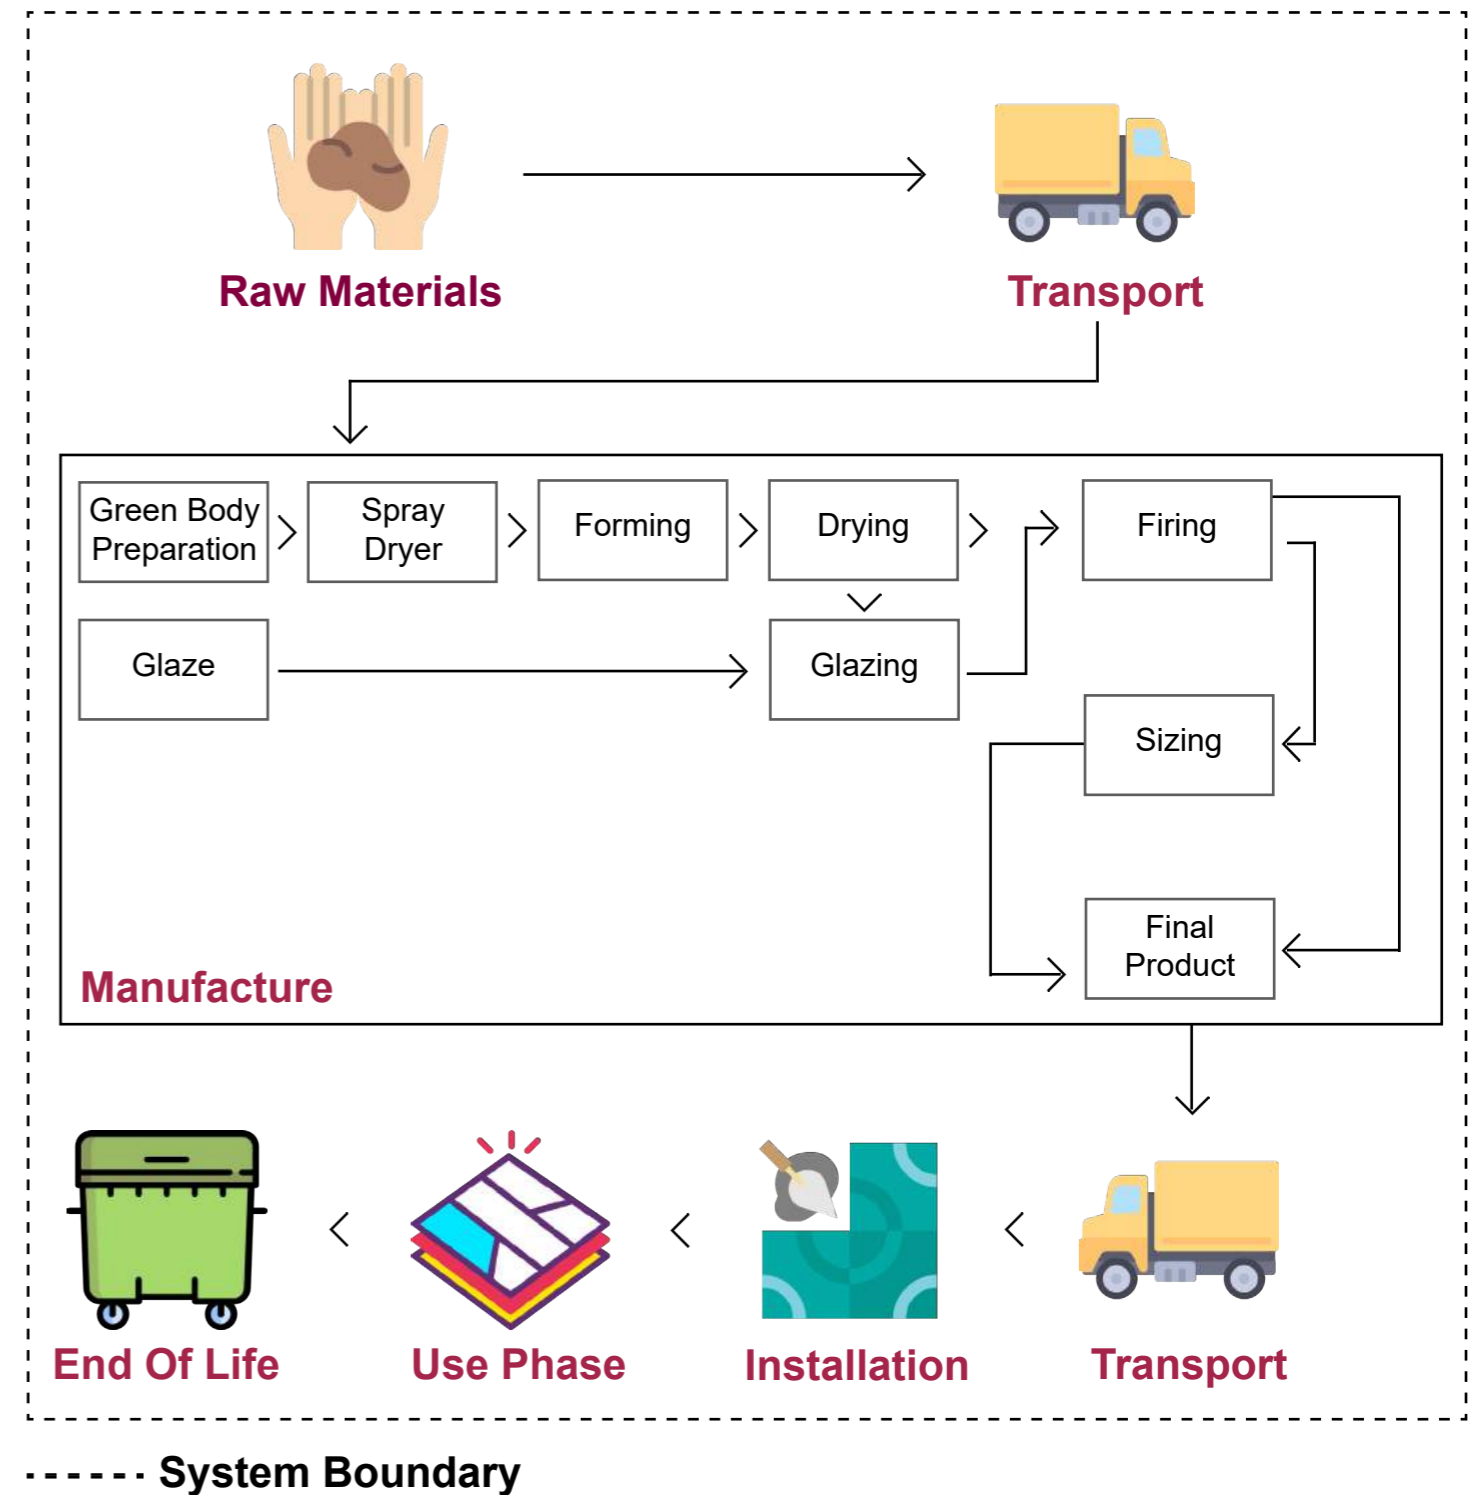 Raw Materials
Transport
Green Body
Preparation
Spray
Dryer
Forming
Drying
Firing
Glaze
Glazing
Sizing
Final
Product
Manufacture
End Of Life
Use Phase
Installation
Transport
System Boundary